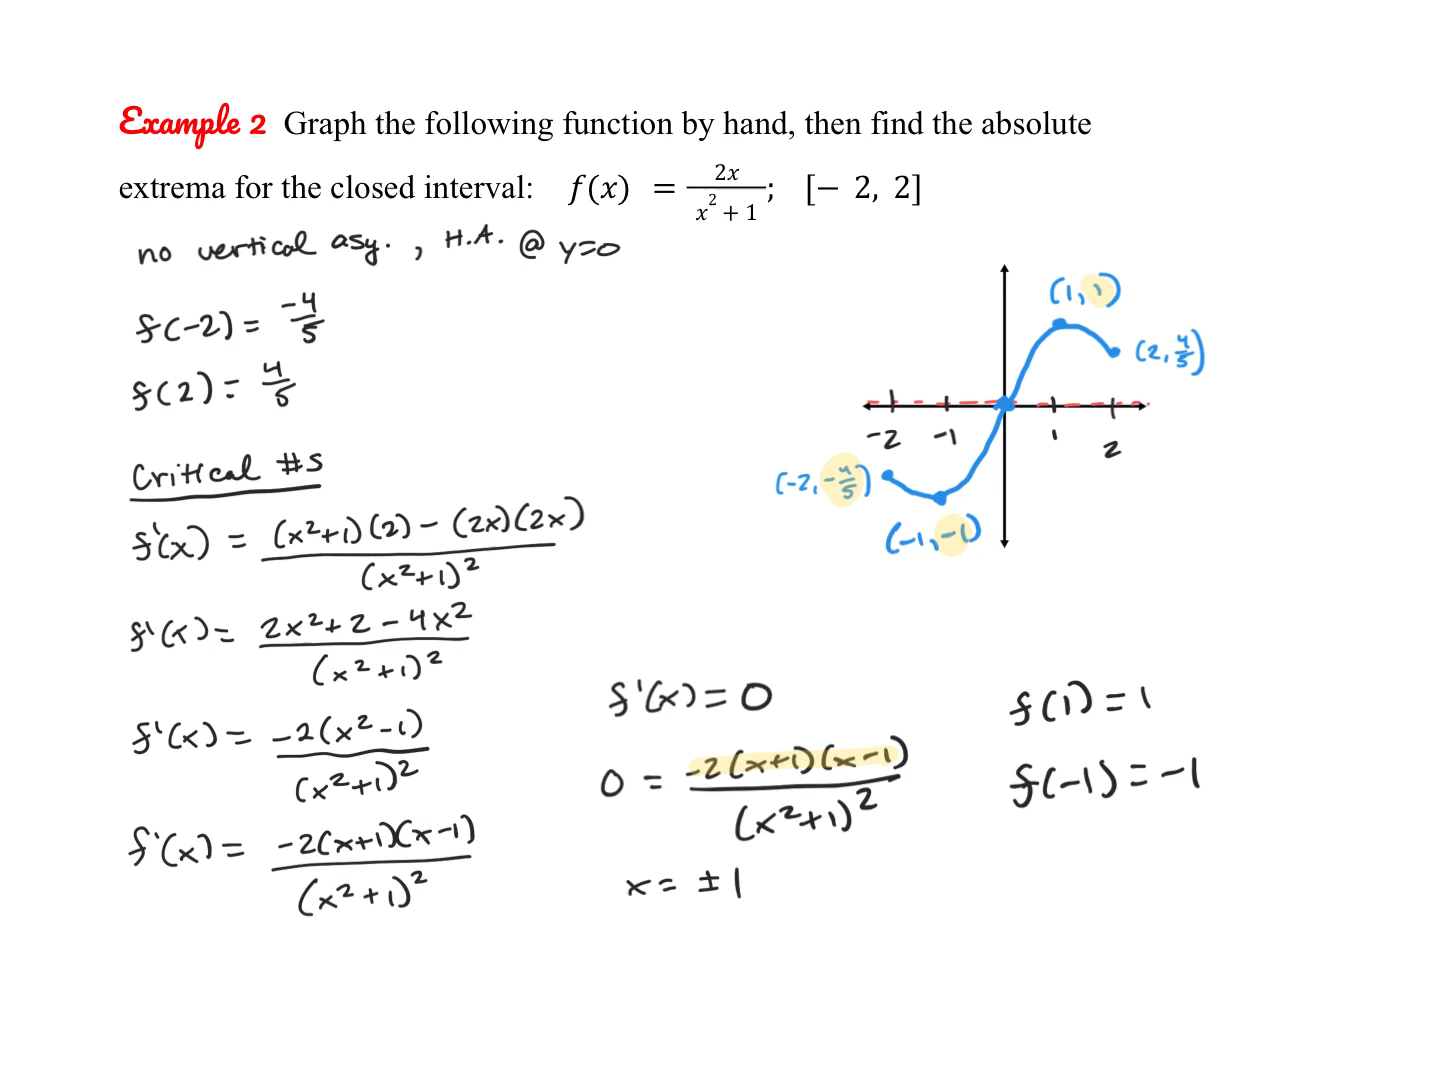 Example 2 Graph the following function by hand, then find the absolute
extrema for the closed interval: f(x) = 2x/(x² + 1); [− 2, 2]
no vertical asy. , H.A. @ y=0
f(-2) = -4/5
f(2) = 4/5
Critical #s
f'(x) = ((x²+1)(2) - (2x)(2x))/(x²+1)²
f'(x) = (2x²+2-4x²)/(x²+1)²
f'(x) = -2(x²-1)/(x²+1)²
f'(x) = -2(x+1)(x-1)/(x²+1)²
f'(x) = 0
0 = -2(x+1)(x-1)/(x²+1)²
x = ±1
f(1) = 1
f(-1) = -1
(1, 1)
(2, 4/5)
-2 -1 1 2
(-2, -4/5)
(-1, -1)